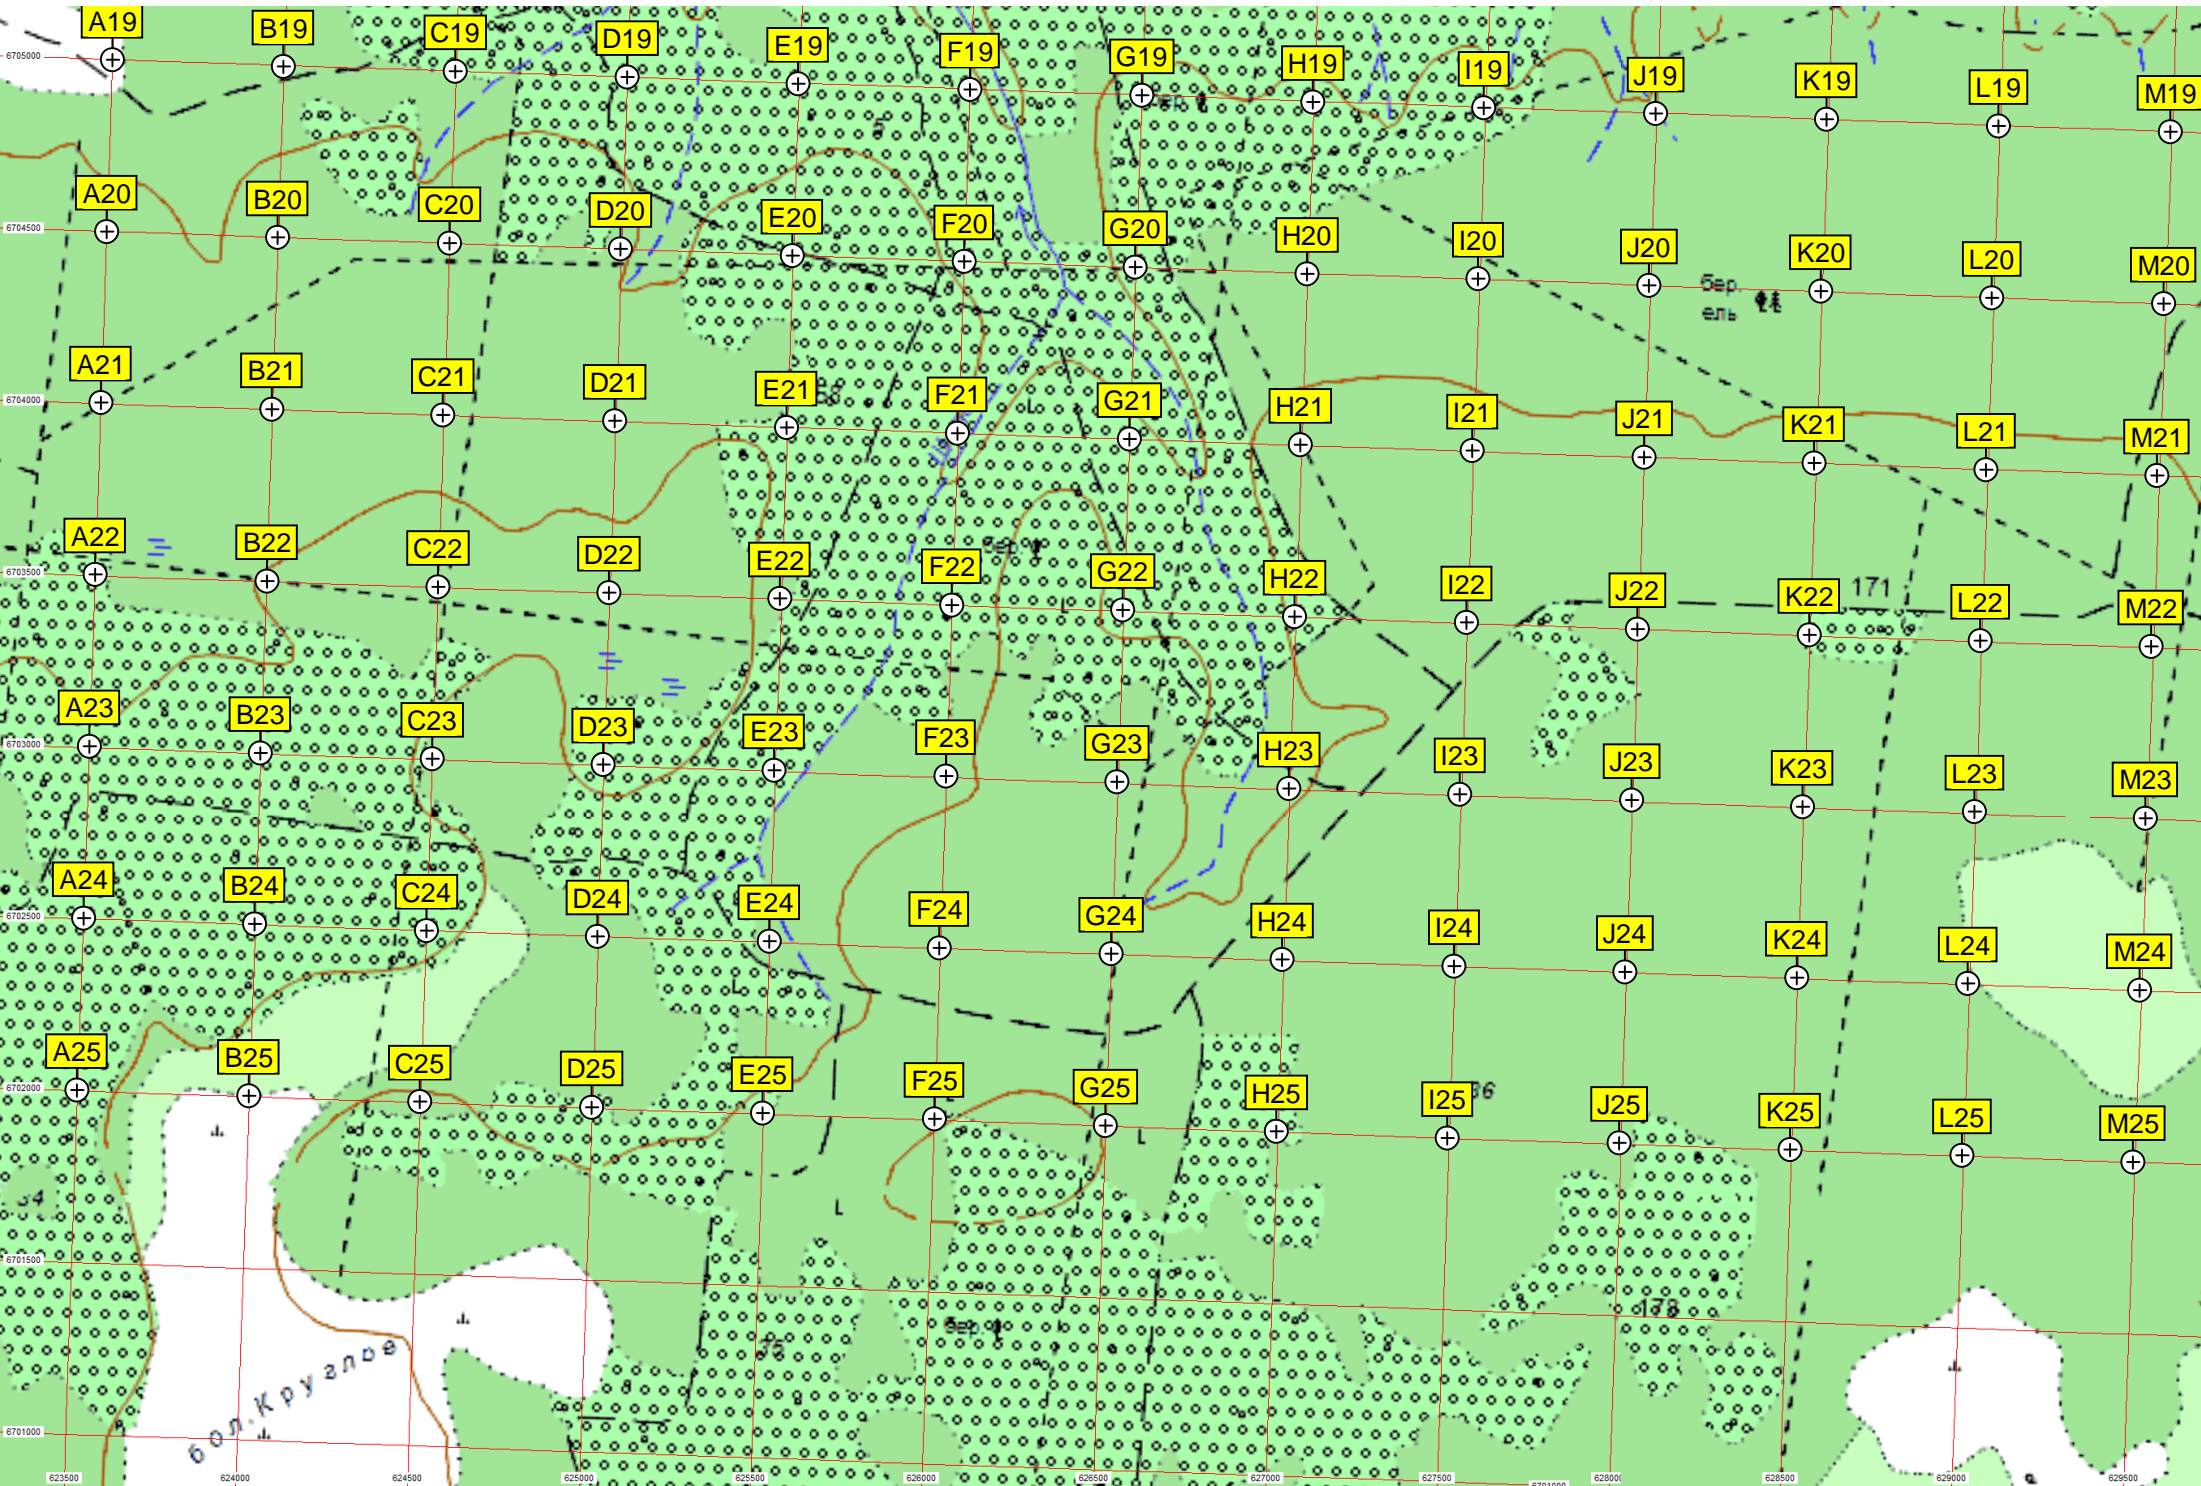 A19 B19 C19 D19 E19 F19 G19 H19 I19 J19 K19 L19 M19
6705000
A20 B20 C20 D20 E20 F20 G20 H20 I20 J20 K20 L20 M20
6704500
бер.
ель
A21 B21 C21 D21 E21 F21 G21 H21 I21 J21 K21 L21 M21
6704000
A22 B22 C22 D22 E22 F22 G22 H22 I22 J22 K22 L22 M22
бер.
171
6703500
A23 B23 C23 D23 E23 F23 G23 H23 I23 J23 K23 L23 M23
6703000
A24 B24 C24 D24 E24 F24 G24 H24 I24 J24 K24 L24 M24
6702500
A25 B25 C25 D25 E25 F25 G25 H25 I25 J25 K25 L25 M25
6702000
34
6701500
178
бер.
35
бол. Круглое
6701000
623500 624000 624500 625000 625500 626000 626500 627000 627500 628000 628500 629000 629500
6701000